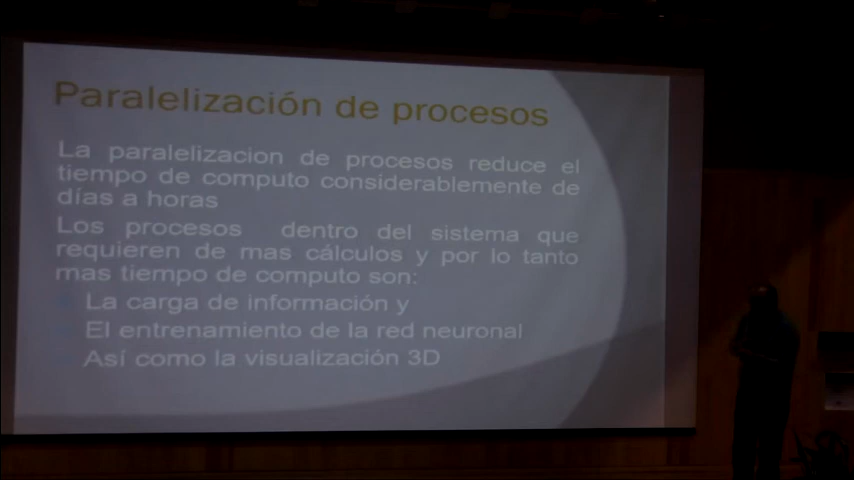 Paralelización de procesos
La paralelizacion de procesos reduce el
tiempo de computo considerablemente de
días a horas
Los procesos dentro del sistema que
requieren de mas cálculos y por lo tanto
mas tiempo de computo son:
La carga de información y
El entrenamiento de la red neuronal
Así como la visualización 3D